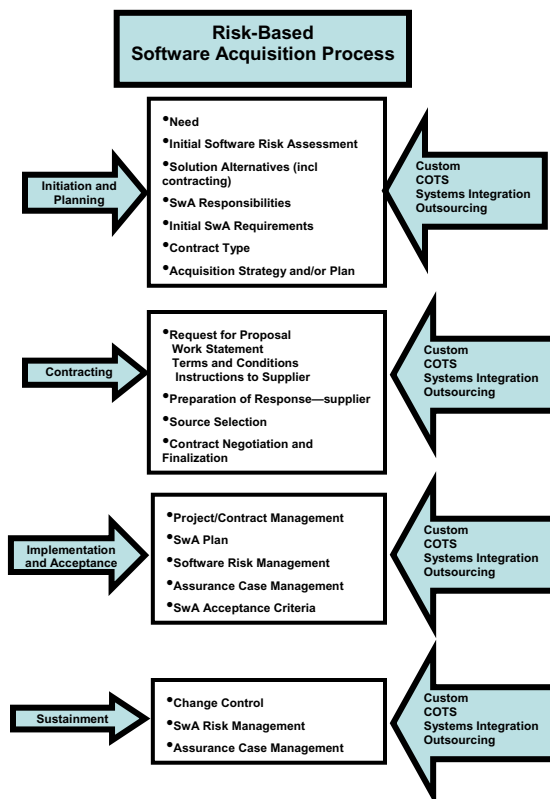 Risk-Based
Software Acquisition Process
Initiation and
Planning
•Need
•Initial Software Risk Assessment
•Solution Alternatives (incl
contracting)
•SwA Responsibilities
•Initial SwA Requirements
•Contract Type
•Acquisition Strategy and/or Plan
Custom
COTS
Systems Integration
Outsourcing
Contracting
•Request for Proposal
Work Statement
Terms and Conditions
Instructions to Supplier
•Preparation of Response—supplier
•Source Selection
•Contract Negotiation and
Finalization
Custom
COTS
Systems Integration
Outsourcing
Implementation
and Acceptance
•Project/Contract Management
•SwA Plan
•Software Risk Management
•Assurance Case Management
•SwA Acceptance Criteria
Custom
COTS
Systems Integration
Outsourcing
Sustainment
•Change Control
•SwA Risk Management
•Assurance Case Management
Custom
COTS
Systems Integration
Outsourcing